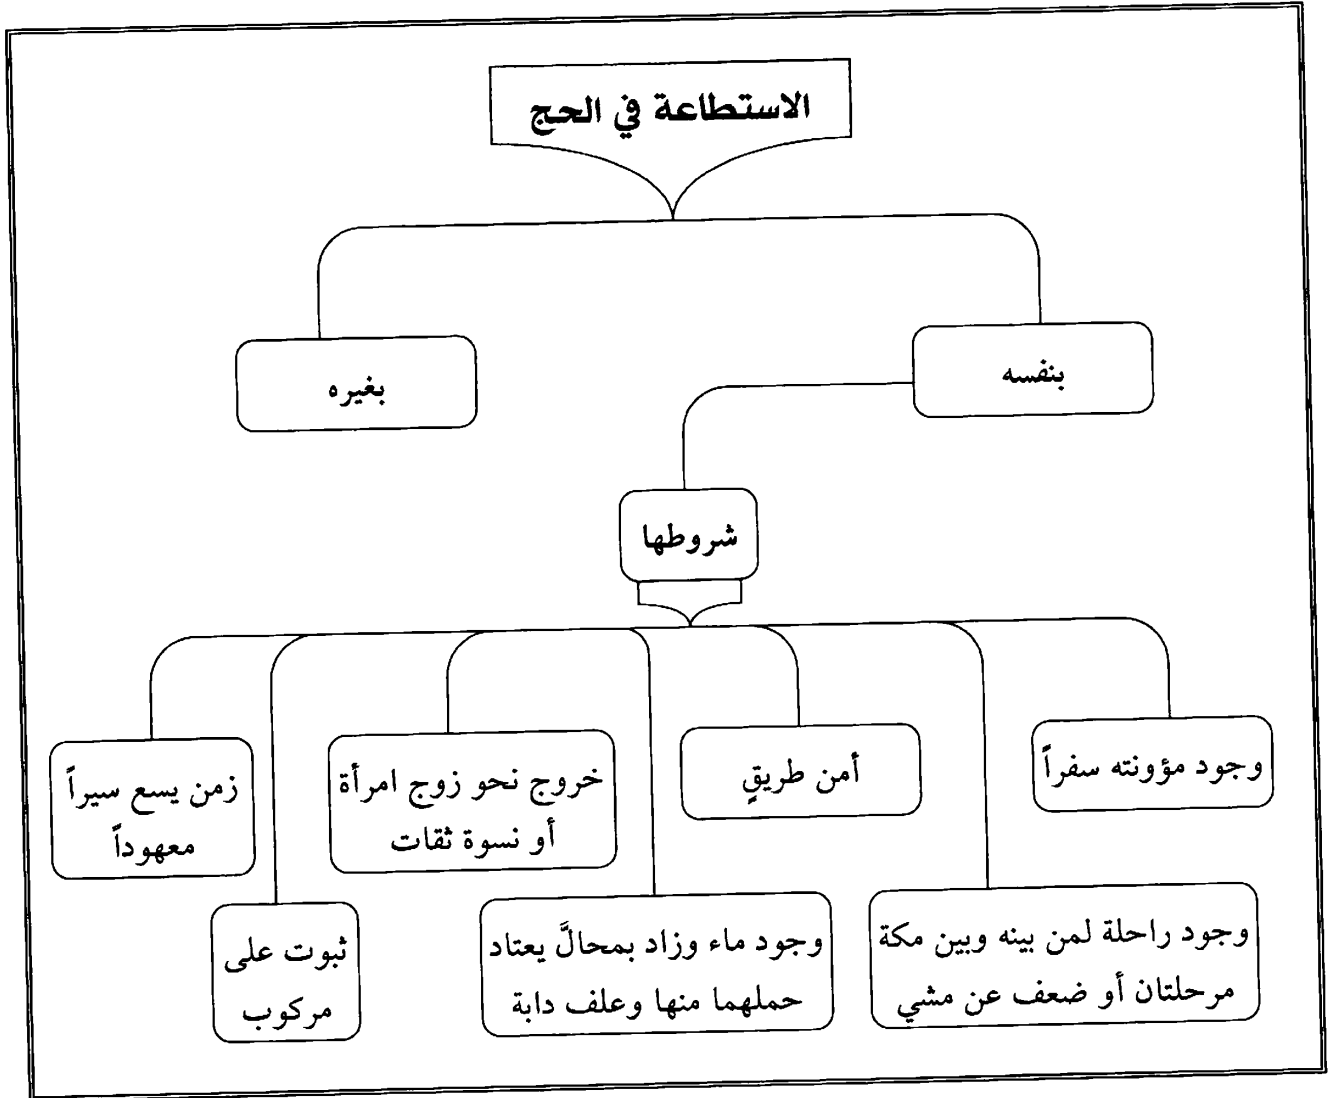 الاستطاعة في الحج
بنفسه
بغيره
شروطها
وجود مؤونته سفراً
وجود راحلة لمن بينه وبين مكة
مرحلتان أو ضعف عن مشي
أمن طريقٍ
وجود ماء وزاد بمحالَّ يعتاد
حملهما منها وعلف دابة
خروج نحو زوج امرأة
أو نسوة ثقات
ثبوت على
مركوب
زمن يسع سيراً
معهوداً